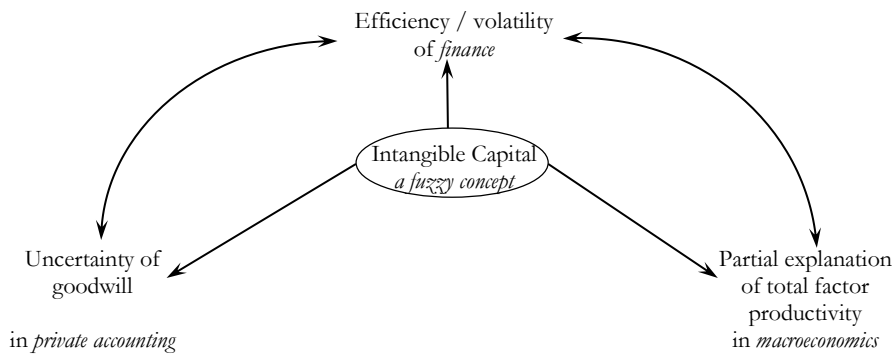 Efficiency / volatility
of finance
Intangible Capital
a fuzzy concept
Uncertainty of
goodwill
in private accounting
Partial explanation
of total factor
productivity
in macroeconomics